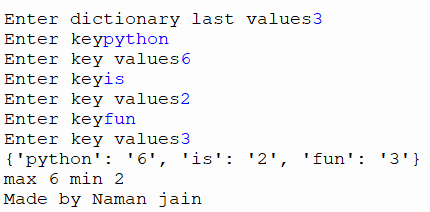 Enter dictionary last values3
Enter keypython
Enter key values6
Enter keyis
Enter key values2
Enter keyfun
Enter key values3
{'python': '6', 'is': '2', 'fun': '3'}
max 6 min 2
Made by Naman jain